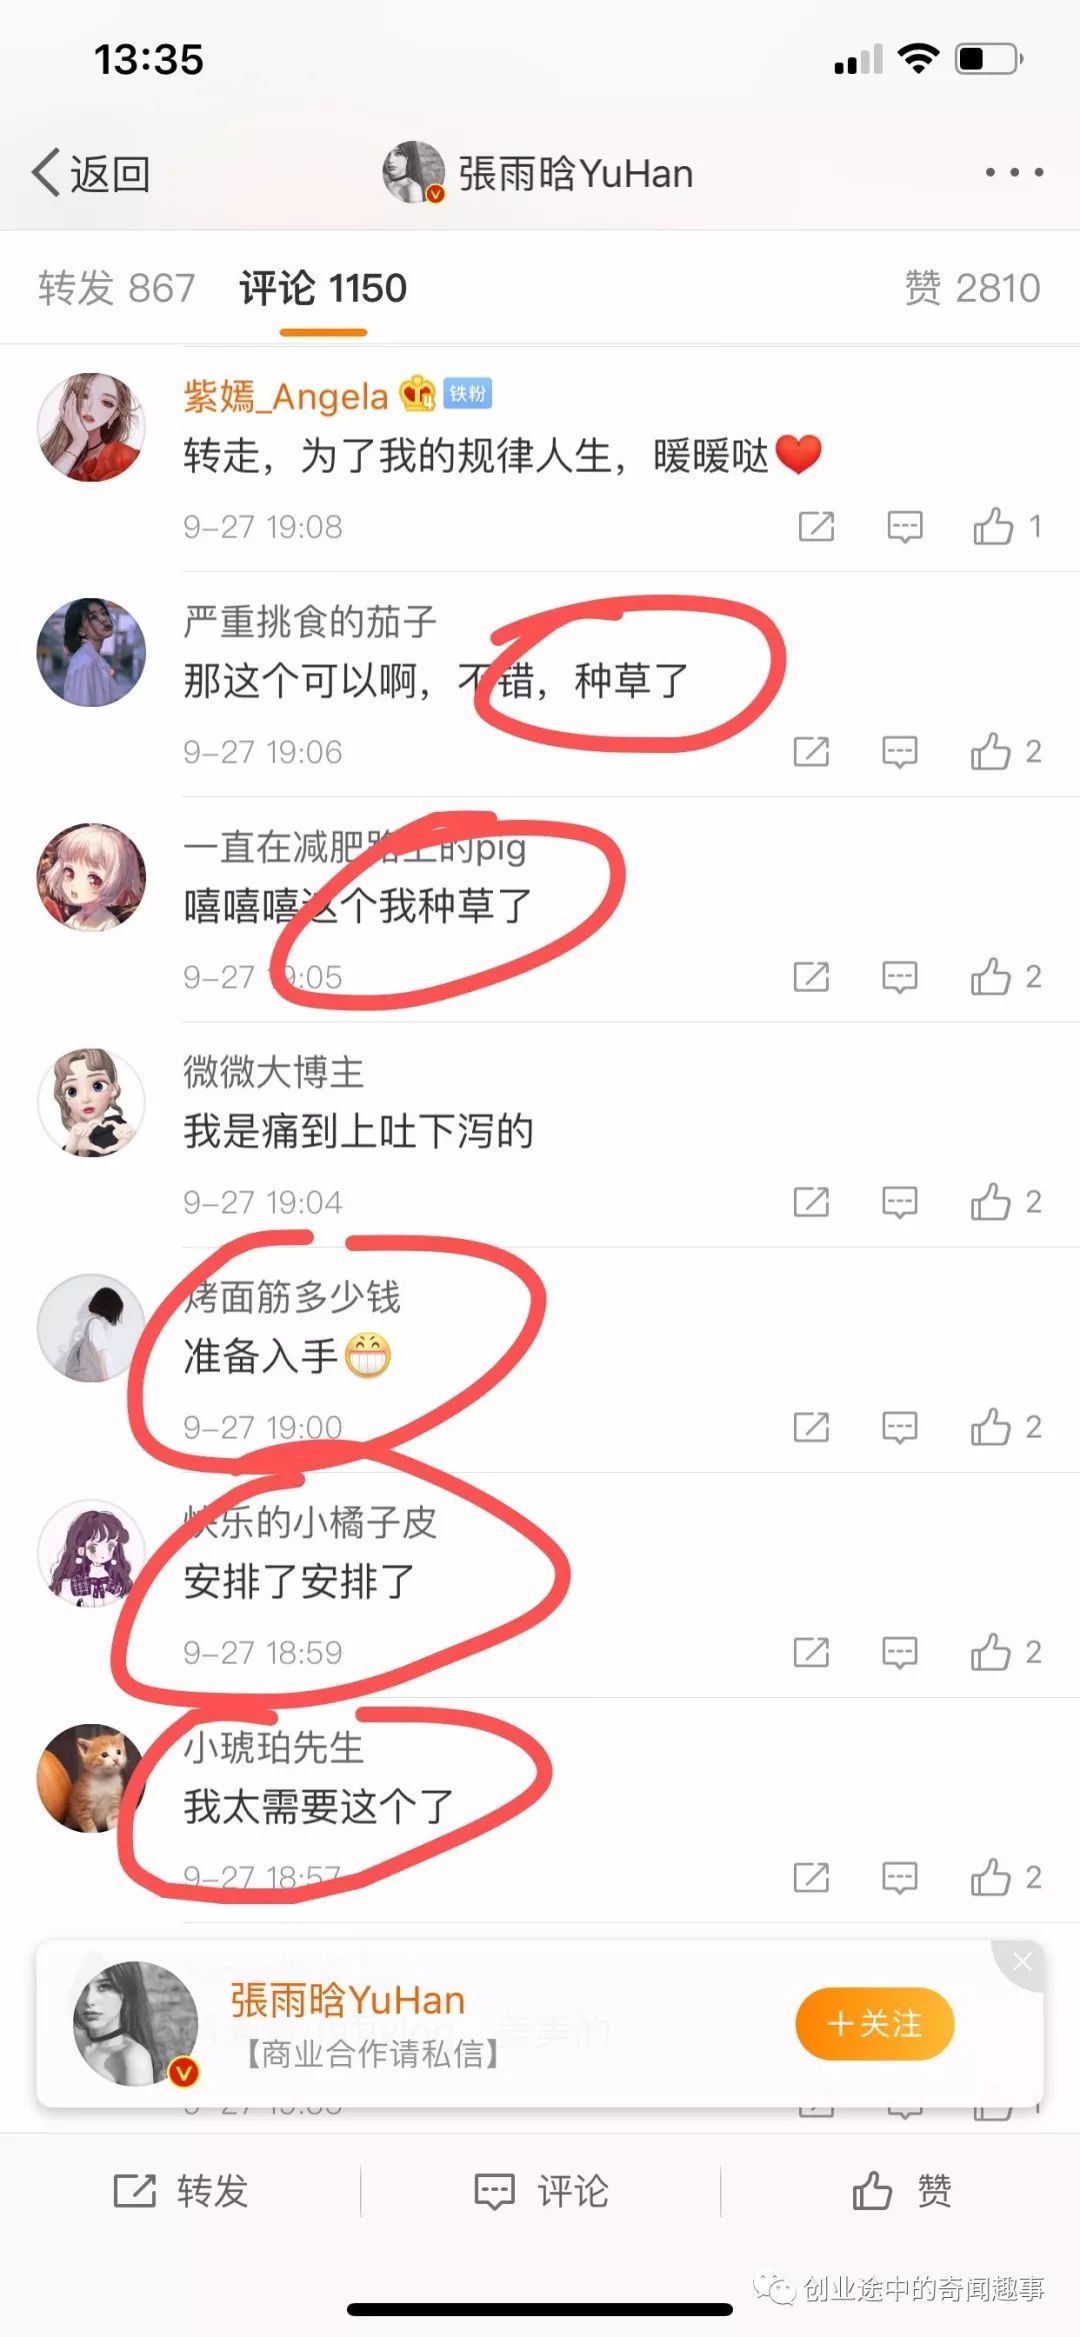 13:35
返回
張雨晗YuHan
转发 867 评论 1150 赞 2810
紫嫣_Angela 铁粉
转走，为了我的规律人生，暖暖哒
9-27 19:08 1
严重挑食的茄子
那这个可以啊，不错，种草了
9-27 19:06 2
一直在减肥路上的pig
嘻嘻嘻这个我种草了
9-27 19:05 2
微微大博主
我是痛到上吐下泻的
9-27 19:04 2
烤面筋多少钱
准备入手
9-27 19:00 2
快乐的小橘子皮
安排了安排了
9-27 18:59 2
小琥珀先生
我太需要这个了
9-27 18:57 2
張雨晗YuHan
【商业合作请私信】
+关注
转发 评论 赞
创业途中的奇闻趣事